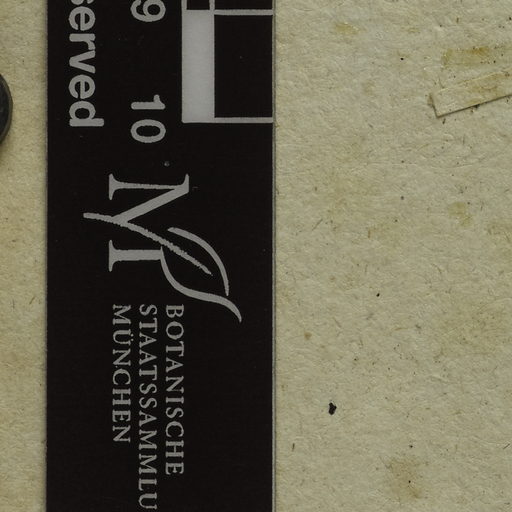 served
9 10
BOTANISCHE
STAATSSAMMLU
MÜNCHEN